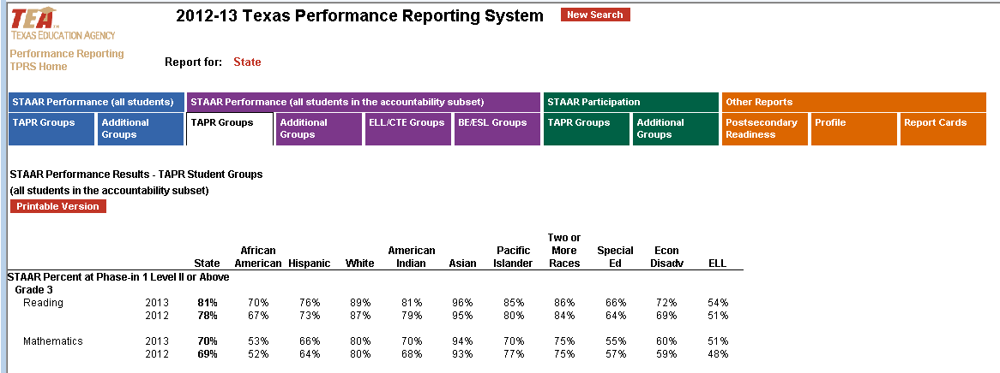 TEA
TEXAS EDUCATION AGENCY
2012-13 Texas Performance Reporting System New Search
Performance Reporting
TPRS Home
Report for: State
STAAR Performance (all students) STAAR Performance (all students in the accountability subset) STAAR Participation Other Reports
TAPR Groups Additional Groups TAPR Groups Additional Groups ELL/CTE Groups BE/ESL Groups TAPR Groups Additional Groups Postsecondary Readiness Profile Report Cards
STAAR Performance Results - TAPR Student Groups
(all students in the accountability subset)
Printable Version
State African American Hispanic White American Indian Asian Pacific Islander Two or More Races Special Ed Econ Disadv ELL
STAAR Percent at Phase-in 1 Level II or Above
Grade 3
Reading 2013 81% 70% 76% 89% 81% 96% 85% 86% 66% 72% 54%
2012 78% 67% 73% 87% 79% 95% 80% 84% 64% 69% 51%
Mathematics 2013 70% 53% 66% 80% 70% 94% 70% 75% 55% 60% 51%
2012 69% 52% 64% 80% 68% 93% 77% 75% 57% 59% 48%